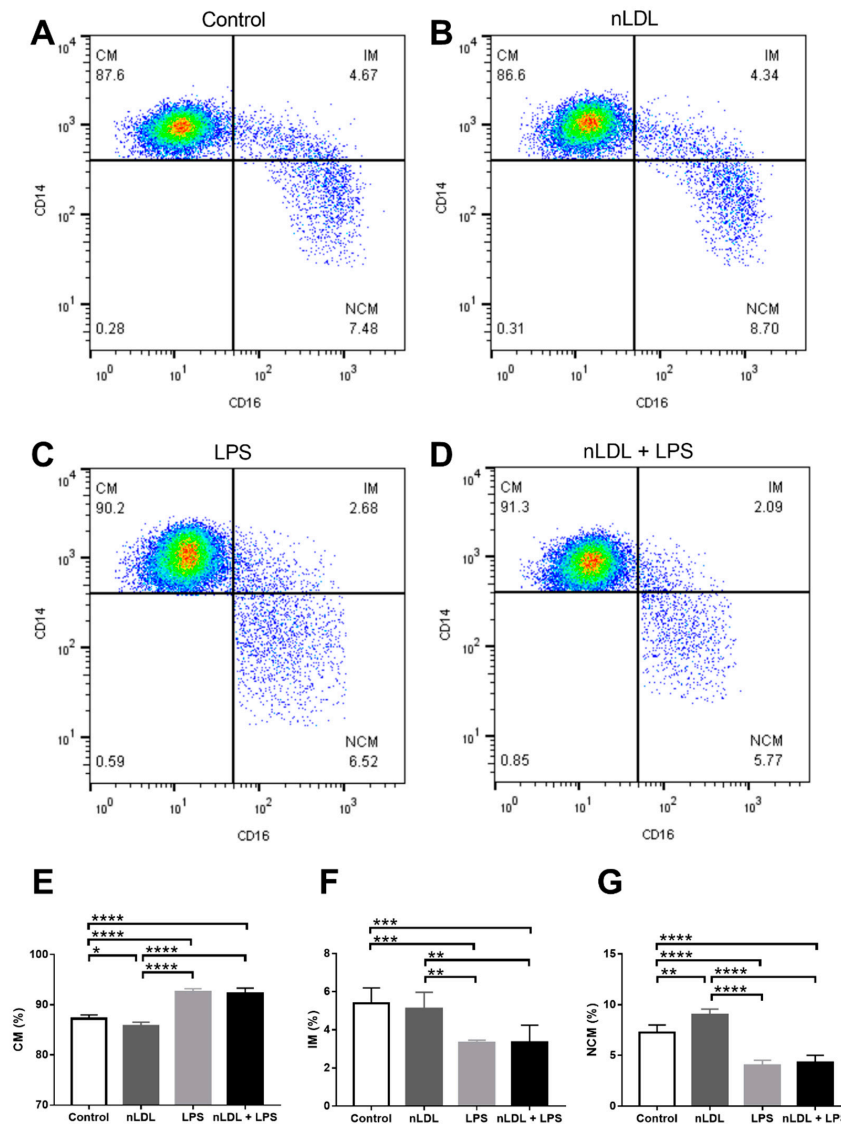 A Control
CM
87.6
IM
4.67
10^4
10^3
10^2
10^1
CD14
0.28
NCM
7.48
10^0 10^1 10^2 10^3
CD16
B nLDL
CM
86.6
IM
4.34
10^4
10^3
10^2
10^1
CD14
0.31
NCM
8.70
10^0 10^1 10^2 10^3
CD16
C LPS
CM
90.2
IM
2.68
10^4
10^3
10^2
10^1
CD14
0.59
NCM
6.52
10^0 10^1 10^2 10^3
CD16
D nLDL + LPS
CM
91.3
IM
2.09
10^4
10^3
10^2
10^1
CD14
0.85
NCM
5.77
10^0 10^1 10^2 10^3
CD16
E
****
****
* ****
****
100
90
80
70
CM (%)
Control nLDL LPS nLDL + LPS
F
***
***
**
**
8
6
4
2
0
IM (%)
Control nLDL LPS nLDL + LPS
G
****
****
** ****
****
15
10
5
0
NCM (%)
Control nLDL LPS nLDL + LPS